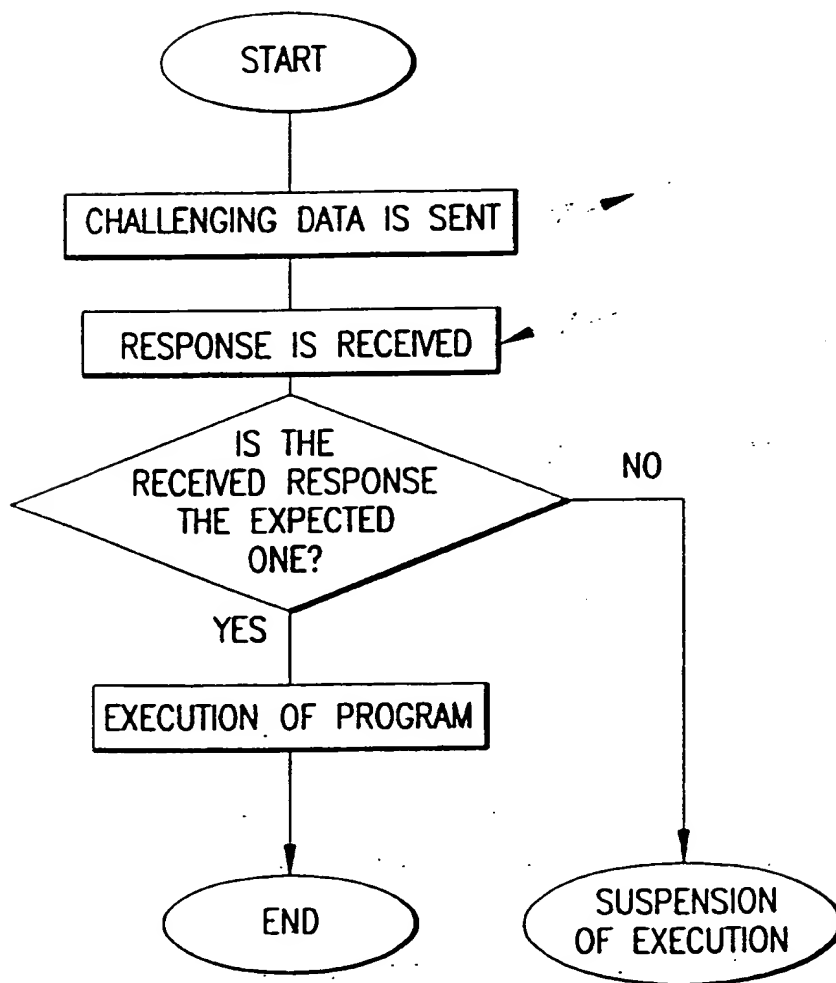 START
CHALLENGING DATA IS SENT
RESPONSE IS RECEIVED
IS THE
RECEIVED RESPONSE
THE EXPECTED
ONE?
NO
YES
EXECUTION OF PROGRAM
END
SUSPENSION
OF EXECUTION